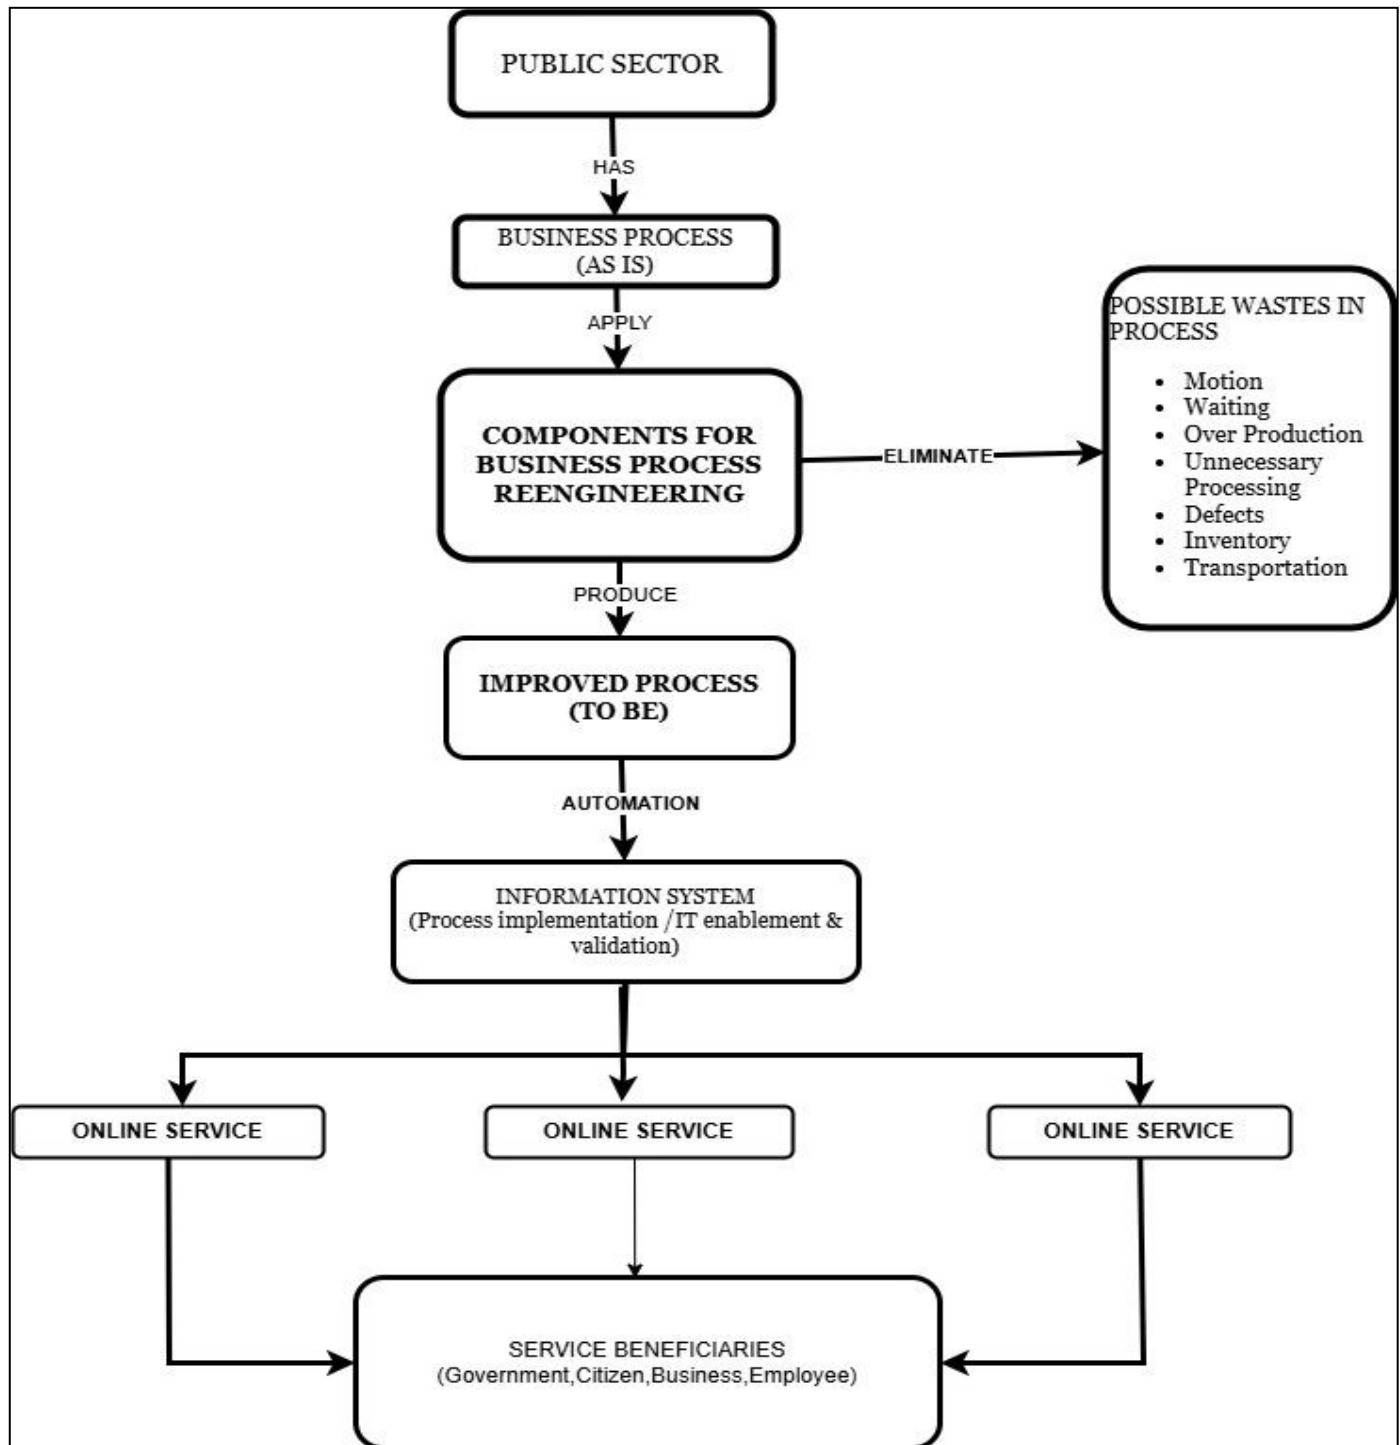 PUBLIC SECTOR
HAS
BUSINESS PROCESS
(AS IS)
APPLY
COMPONENTS FOR
BUSINESS PROCESS
REENGINEERING
ELIMINATE
POSSIBLE WASTES IN
PROCESS
• Motion
• Waiting
• Over Production
• Unnecessary
Processing
• Defects
• Inventory
• Transportation
PRODUCE
IMPROVED PROCESS
(TO BE)
AUTOMATION
INFORMATION SYSTEM
(Process implementation /IT enablement &
validation)
ONLINE SERVICE
ONLINE SERVICE
ONLINE SERVICE
SERVICE BENEFICIARIES
(Government,Citizen,Business,Employee)